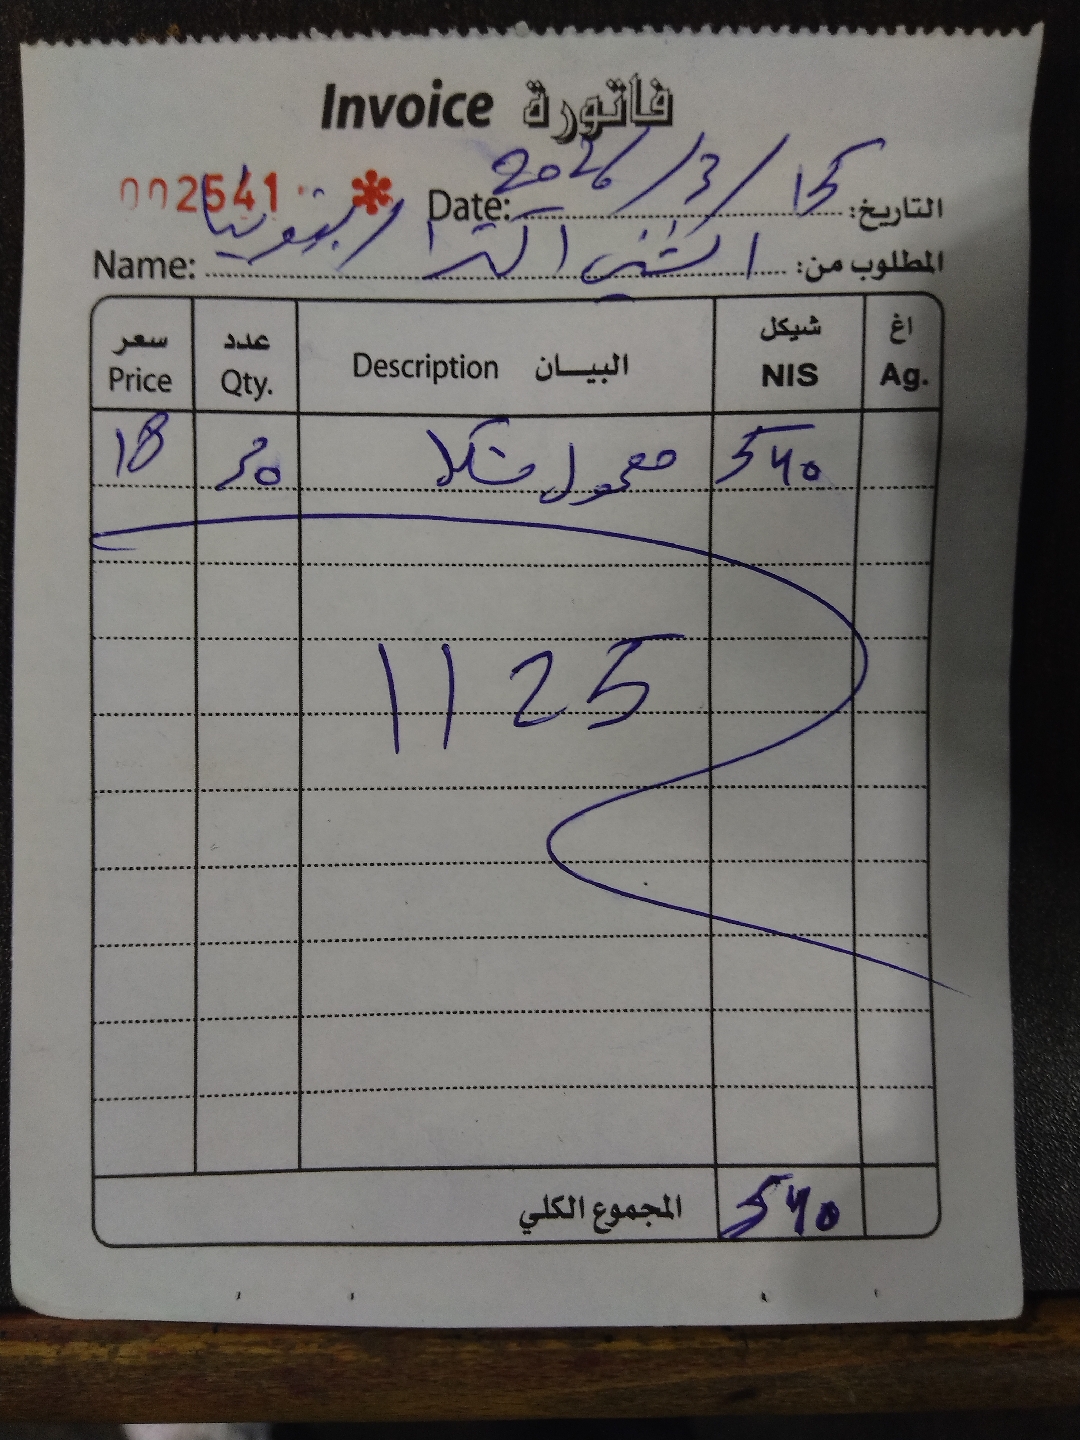 Invoice فاتورة
002541 * Date: 2026/3/15 التاريخ:
Name: المطلوب من:
سعر عدد البيان شيكل اغ
Price Qty. Description NIS Ag.
18 30 معمول 540
1125
المجموع الكلي 540